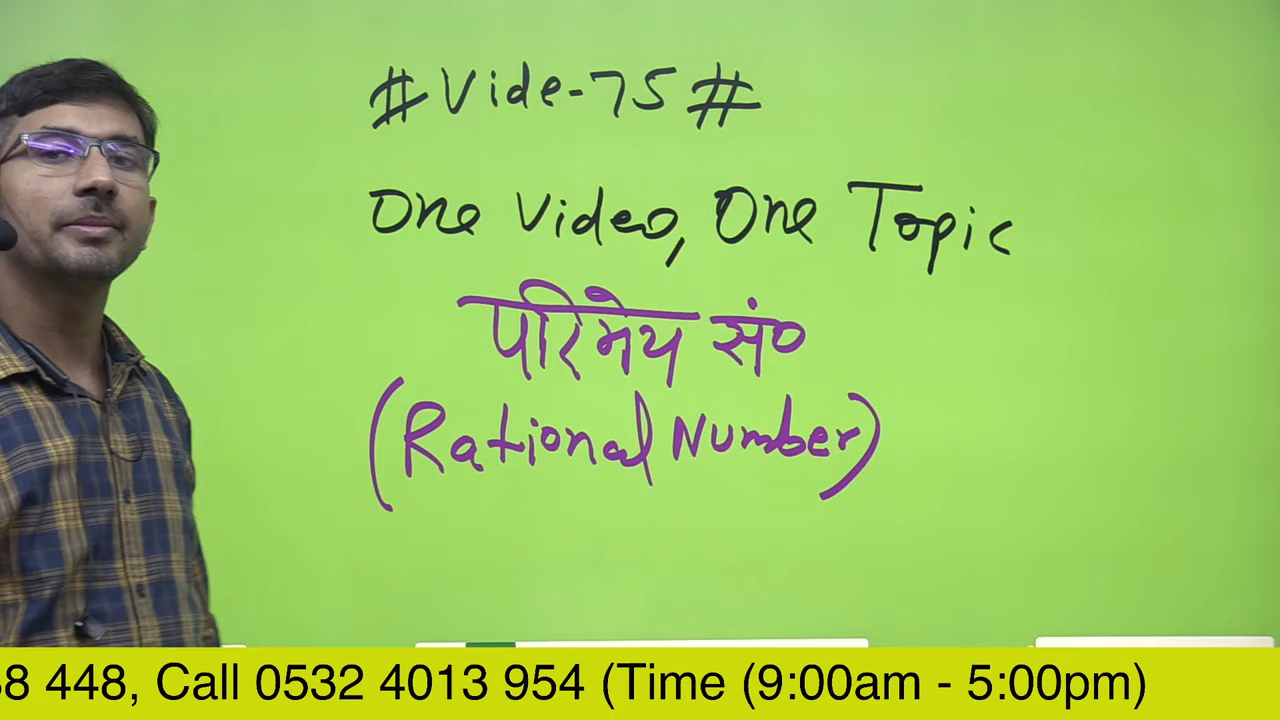 #Vide-75#
One Video, One Topic
परिमेय सं०
(Rational Number)
8 448, Call 0532 4013 954 (Time (9:00am - 5:00pm)